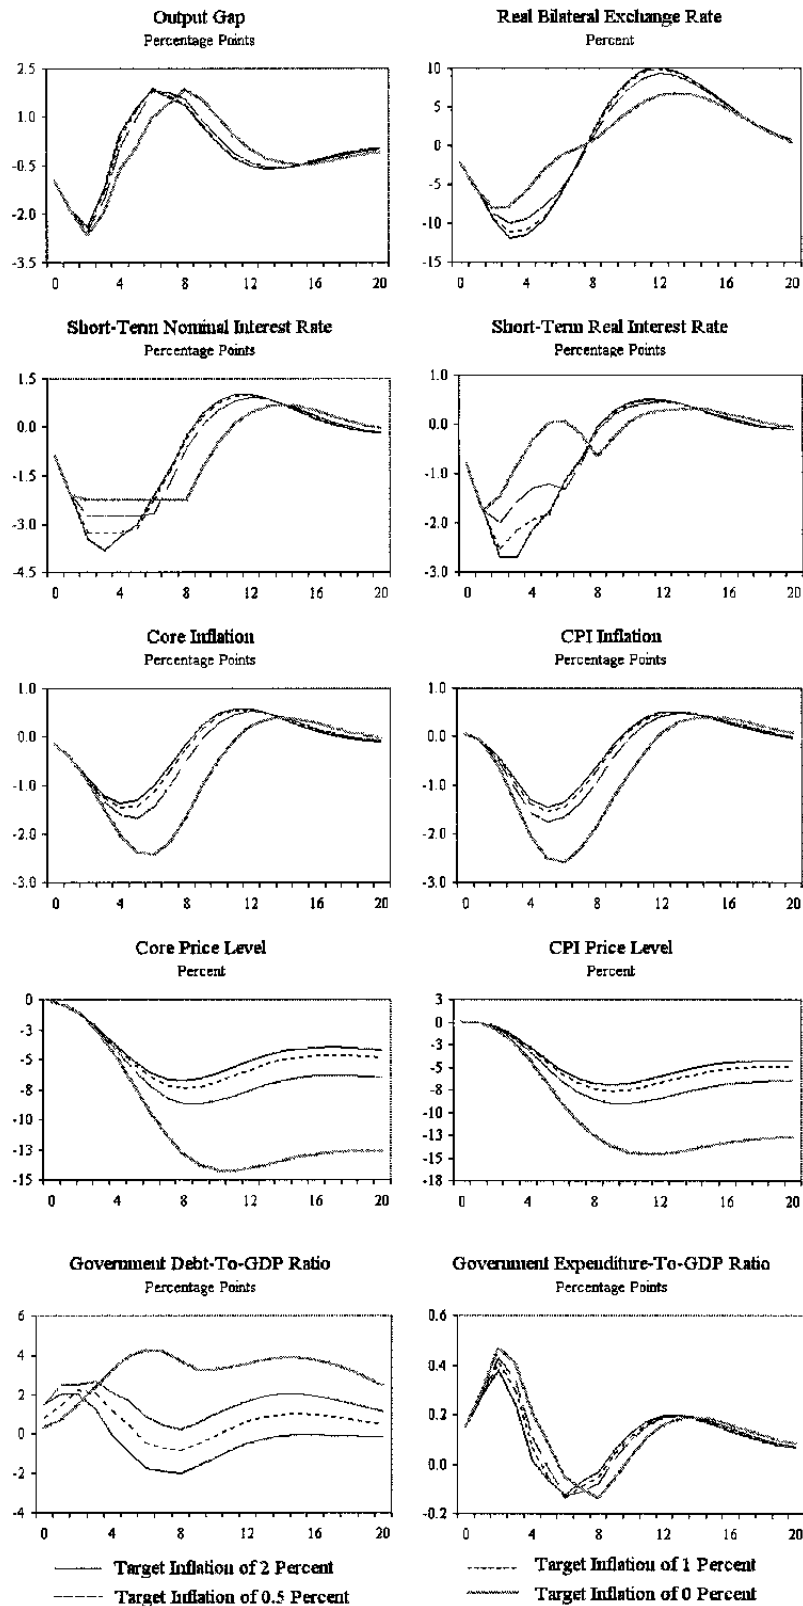 Output Gap
Percentage Points
2.5
1.0
-0.5
-2.0
-3.5
0 4 8 12 16 20
Real Bilateral Exchange Rate
Percent
10
5
0
-5
-10
-15
0 4 8 12 16 20
Short-Term Nominal Interest Rate
Percentage Points
1.5
0.0
-1.5
-3.0
-4.5
0 4 8 12 16 20
Short-Term Real Interest Rate
Percentage Points
1.0
0.0
-1.0
-2.0
-3.0
0 4 8 12 16 20
Core Inflation
Percentage Points
1.0
0.0
-1.0
-2.0
-3.0
0 4 8 12 16 20
CPI Inflation
Percentage Points
1.0
0.0
-1.0
-2.0
-3.0
0 4 8 12 16 20
Core Price Level
Percent
0
-3
-5
-8
-10
-13
-15
0 4 8 12 16 20
CPI Price Level
Percent
3
0
-3
-5
-8
-10
-13
-15
-18
0 4 8 12 16 20
Government Debt-To-GDP Ratio
Percentage Points
6
4
2
0
-2
-4
0 4 8 12 16 20
Government Expenditure-To-GDP Ratio
Percentage Points
0.6
0.4
0.2
0.0
-0.2
0 4 8 12 16 20
Target Inflation of 2 Percent
Target Inflation of 1 Percent
Target Inflation of 0.5 Percent
Target Inflation of 0 Percent